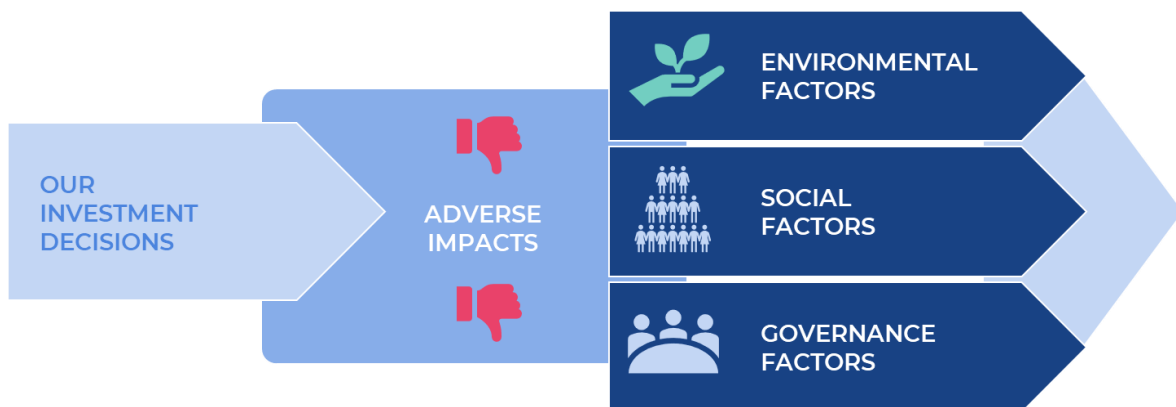 OUR
INVESTMENT
DECISIONS
ADVERSE
IMPACTS
ENVIRONMENTAL
FACTORS
SOCIAL
FACTORS
GOVERNANCE
FACTORS